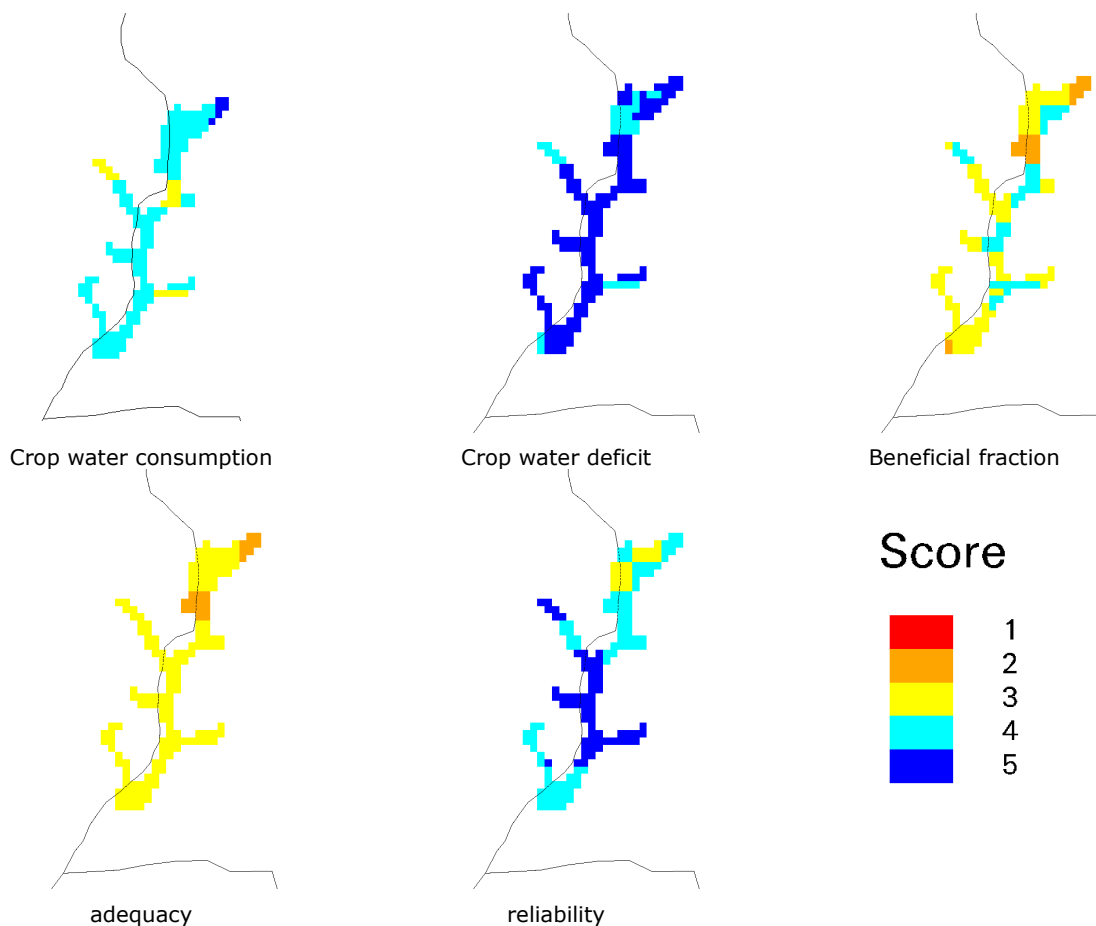 Crop water consumption
Crop water deficit
Beneficial fraction
adequacy
reliability
Score
1
2
3
4
5